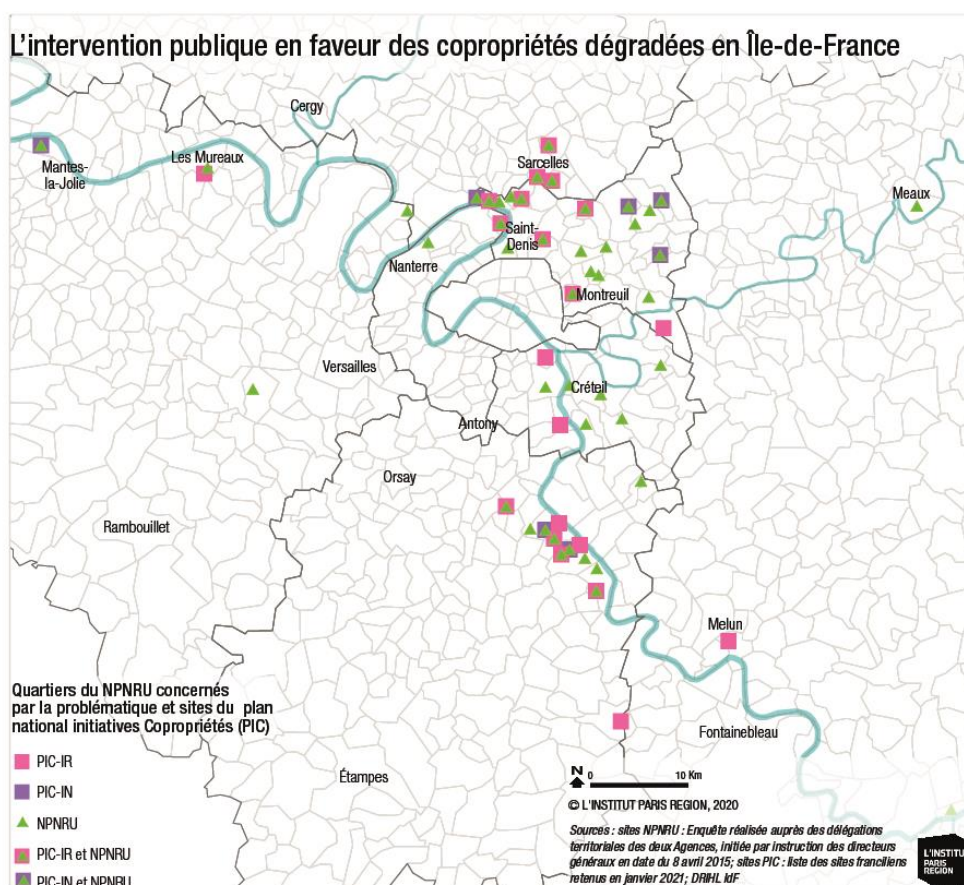 L'intervention publique en faveur des copropriétés dégradées en Île-de-France
Cergy
Mantes-
la-Jolie
Les Mureaux
Sarcelles
Meaux
Saint-
Denis
Nanterre
Montreuil
Versailles
Créteil
Antony
Orsay
Rambouillet
Melun
Fontainebleau
Étampes
Quartiers du NPNRU concernés
par la problématique et sites du plan
national initiatives Copropriétés (PIC)
PIC-IR
PIC-IN
NPNRU
PIC-IR et NPNRU
PIC-IN et NPNRU
N
0 10 Km
© L'INSTITUT PARIS REGION, 2020
Sources : sites NPNRU : Enquête réalisée auprès des délégations
territoriales des deux Agences, initiée par instruction des directeurs
généraux en date du 8 avril 2015; sites PIC : liste des sites franciliens
retenus en janvier 2021; DRIHL IdF
L'INSTITU
PARIS
REGION